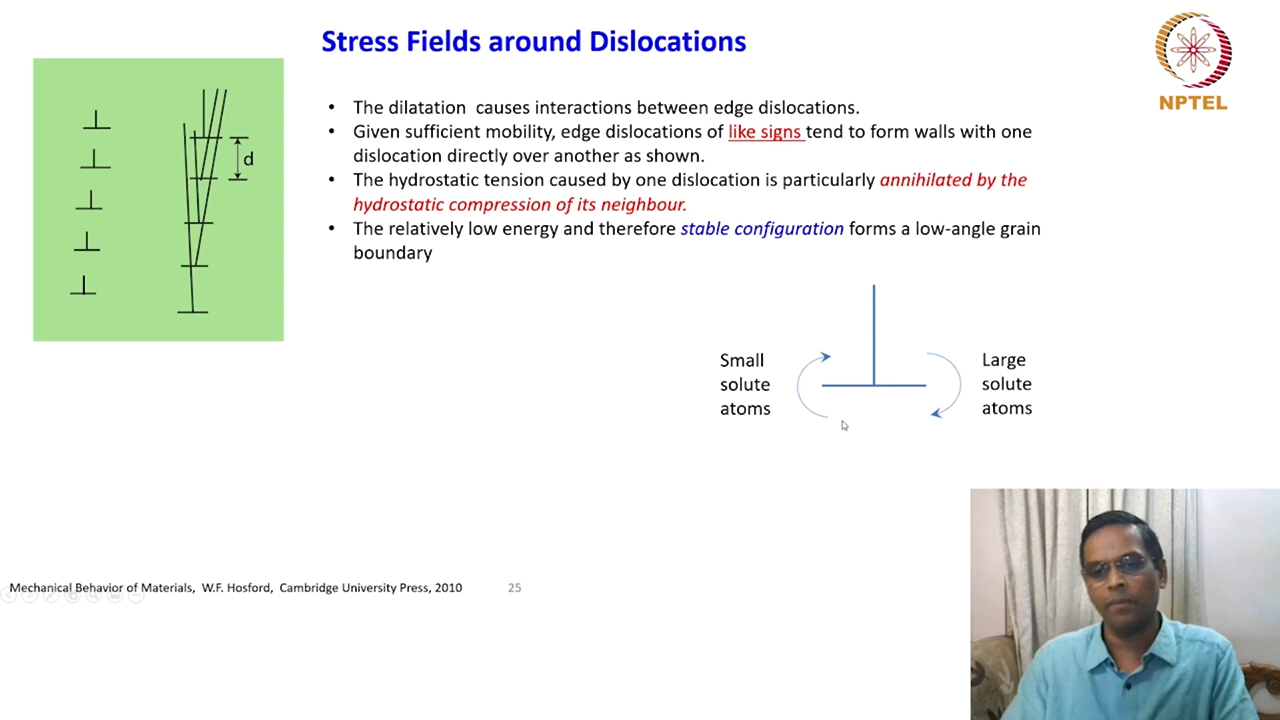 Stress Fields around Dislocations
NPTEL
• The dilatation causes interactions between edge dislocations.
• Given sufficient mobility, edge dislocations of like signs tend to form walls with one
dislocation directly over another as shown.
• The hydrostatic tension caused by one dislocation is particularly annihilated by the
hydrostatic compression of its neighbour.
• The relatively low energy and therefore stable configuration forms a low-angle grain
boundary
d
Small
solute
atoms
Large
solute
atoms
Mechanical Behavior of Materials, W.F. Hosford, Cambridge University Press, 2010
25